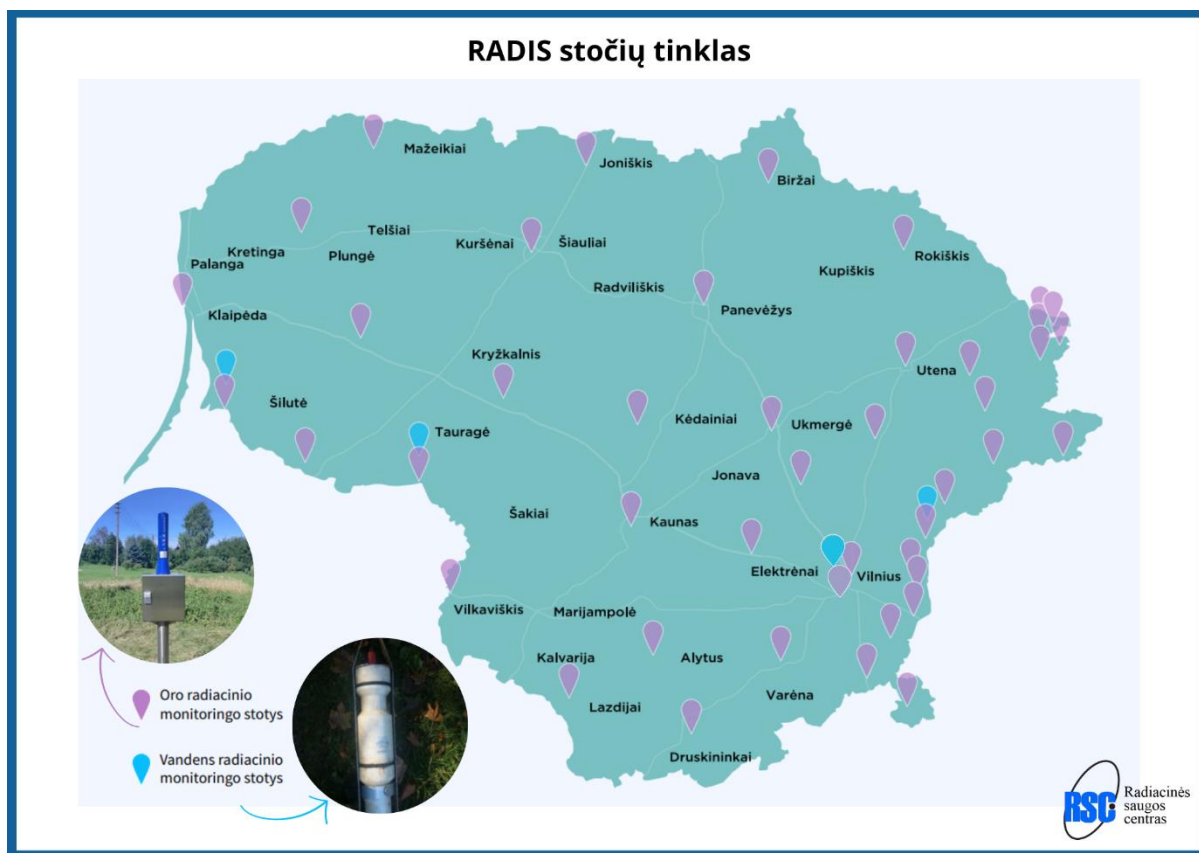 RADIS stočių tinklas
Mažeikiai
Joniškis
Biržai
Telšiai
Kretinga
Plungė
Palanga
Kuršėnai
Šiauliai
Rokiškis
Kupiškis
Radviliškis
Klaipėda
Panevėžys
Kryžkalnis
Utena
Šilutė
Kėdainiai
Ukmergė
Tauragė
Jonava
Šakiai
Kaunas
Elektrėnai
Vilnius
Vilkaviškis
Marijampolė
Kalvarija
Alytus
Lazdijai
Varėna
Druskininkai
Oro radiacinio
monitoringo stotys
Vandens radiacinio
monitoringo stotys
RSC
Radiacinės
saugos
centras